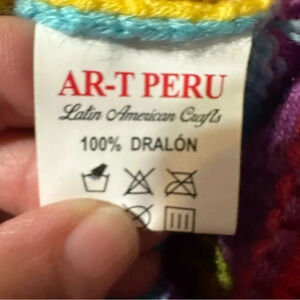 AR-T PERU
Latin American Crafts
100% DRALÓN